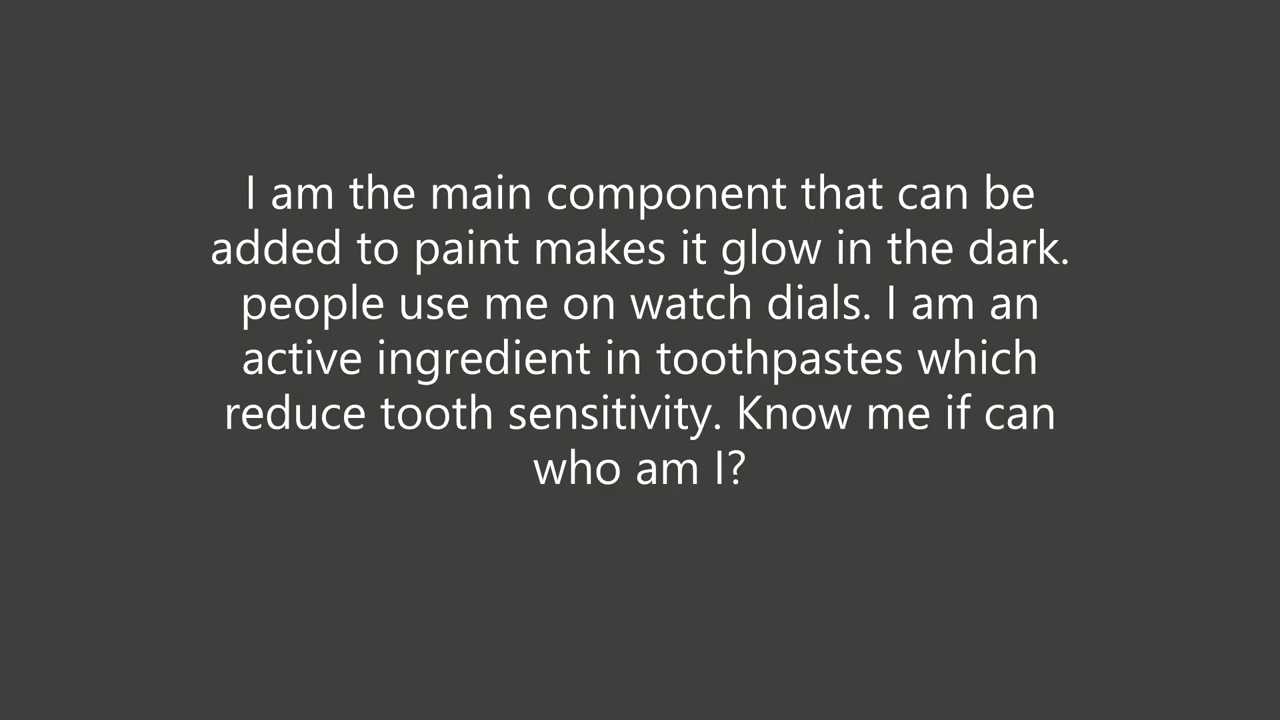 I am the main component that can be
added to paint makes it glow in the dark.
people use me on watch dials. I am an
active ingredient in toothpastes which
reduce tooth sensitivity. Know me if can
who am I?